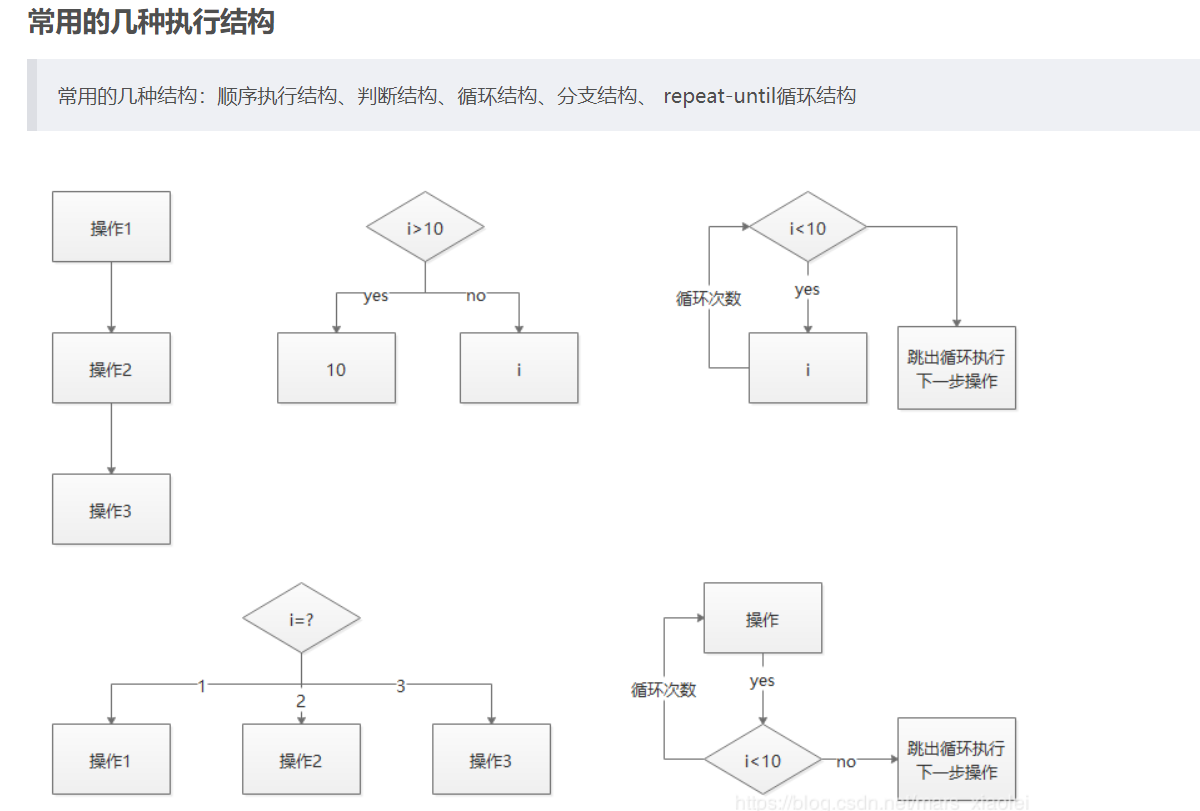 常用的几种执行结构
常用的几种结构：顺序执行结构、判断结构、循环结构、分支结构、 repeat-until循环结构
操作1
i>10
i<10
yes
no
循环次数
yes
操作2
10
i
i
跳出循环执行
下一步操作
操作3
i=?
操作
1
2
3
循环次数
yes
操作1
操作2
操作3
i<10
no
跳出循环执行
下一步操作
https://blog.csdn.net/mars_xiaofei